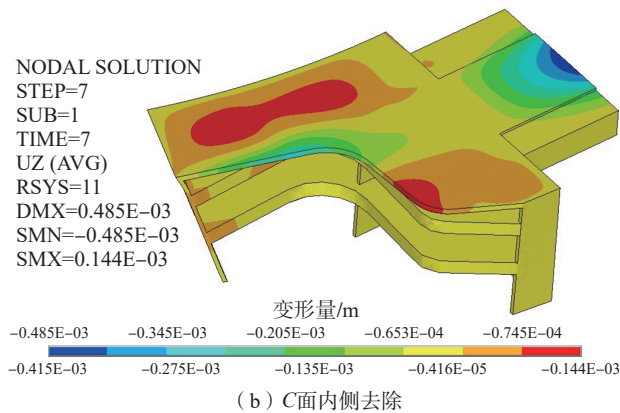 NODAL SOLUTION
STEP=7
SUB=1
TIME=7
UZ (AVG)
RSYS=11
DMX=0.485E−03
SMN=−0.485E−03
SMX=0.144E−03
变形量/m
−0.485E−03 −0.345E−03 −0.205E−03 −0.653E−04 −0.745E−04
−0.415E−03 −0.275E−03 −0.135E−03 −0.416E−05 −0.144E−03
（b）C面内侧去除